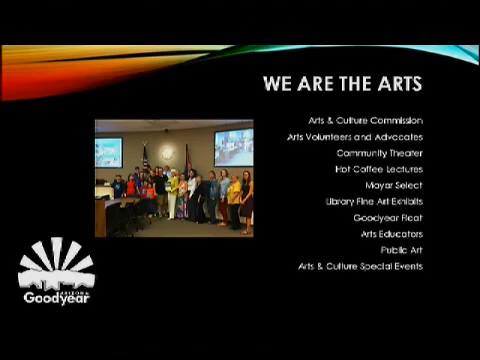 WE ARE THE ARTS
Arts & Culture Commission
Arts Volunteers and Advocates
Community Theater
Hot Coffee Lectures
Mayor Select
Library Fine Art Exhibits
Goodyear Float
Arts Educators
Public Art
Arts & Culture Special Events
ARIZONA
Goodyear